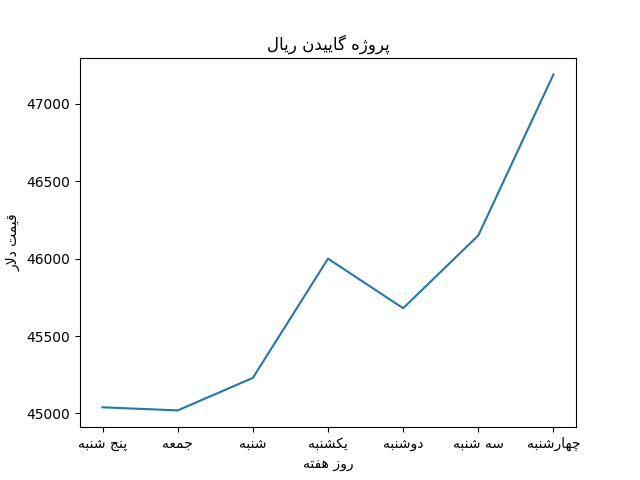 پروژه گاییدن ریال
قیمت دلار
47000
46500
46000
45500
45000
پنج شنبه
جمعه
شنبه
یکشنبه
دوشنبه
سه شنبه
چهارشنبه
روز هفته